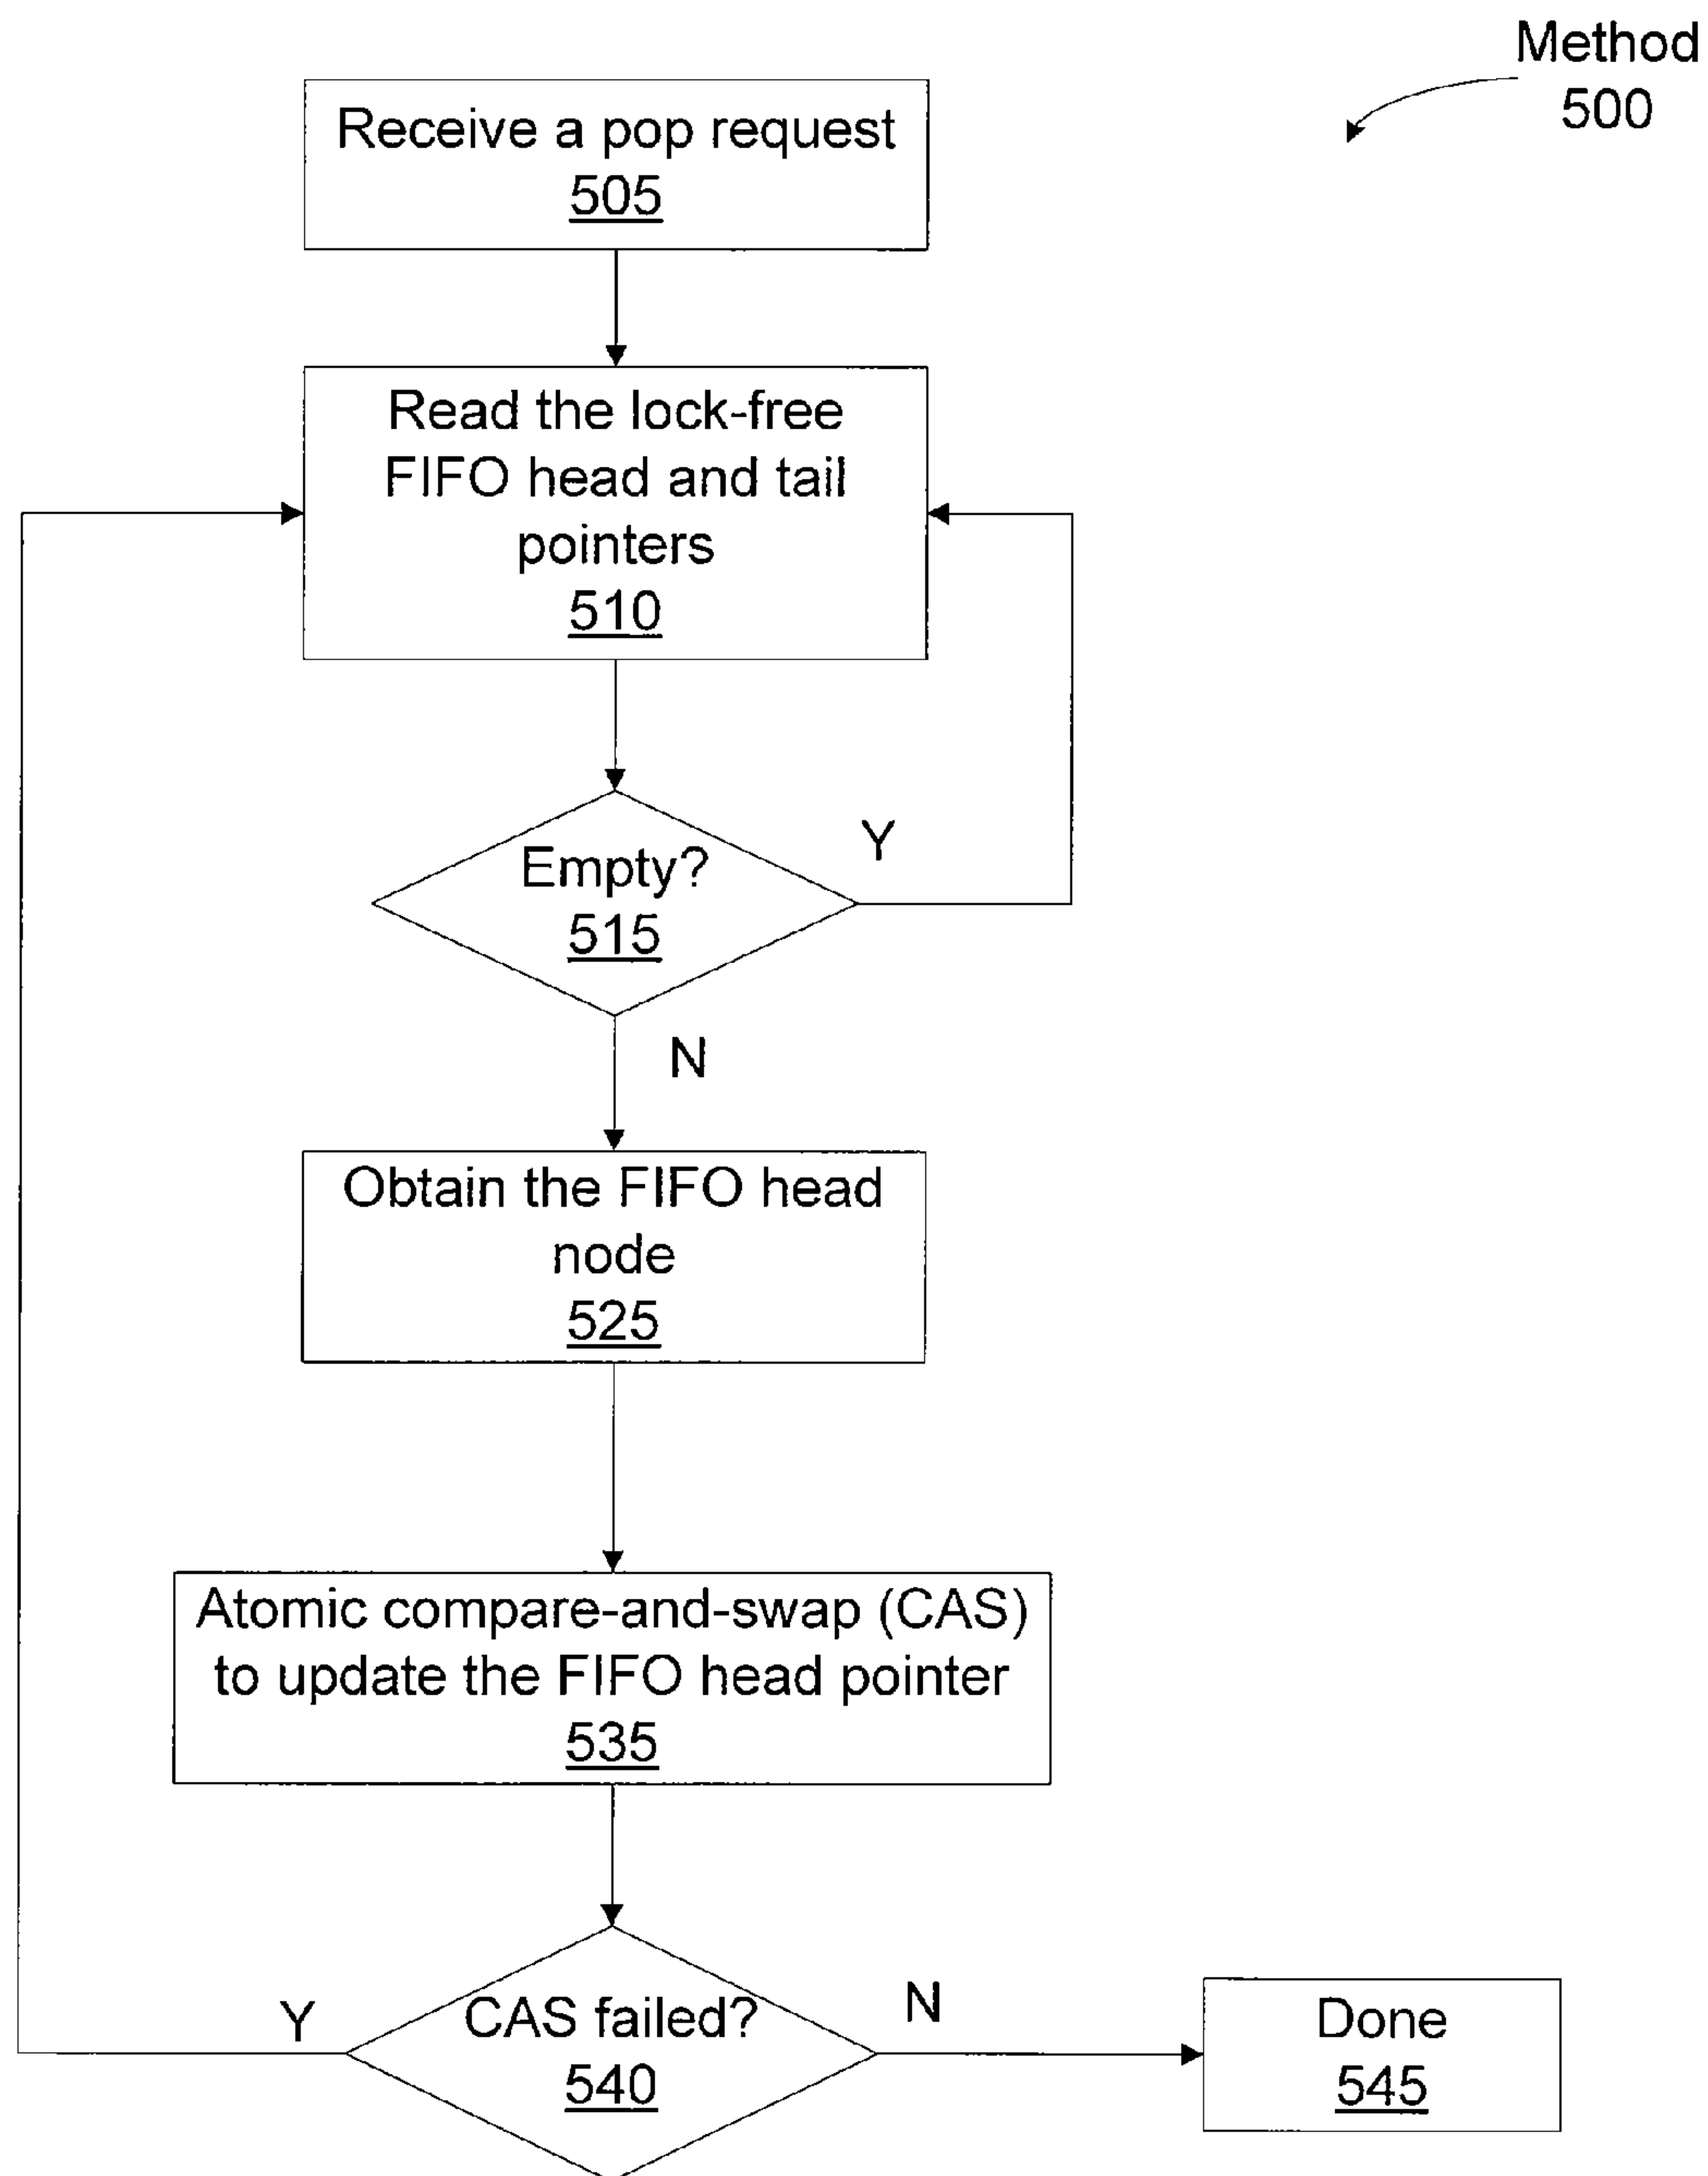 Method
500
Receive a pop request
505
Read the lock-free
FIFO head and tail
pointers
510
Empty?
515
Y
N
Obtain the FIFO head
node
525
Atomic compare-and-swap (CAS)
to update the FIFO head pointer
535
CAS failed?
540
Y
N
Done
545